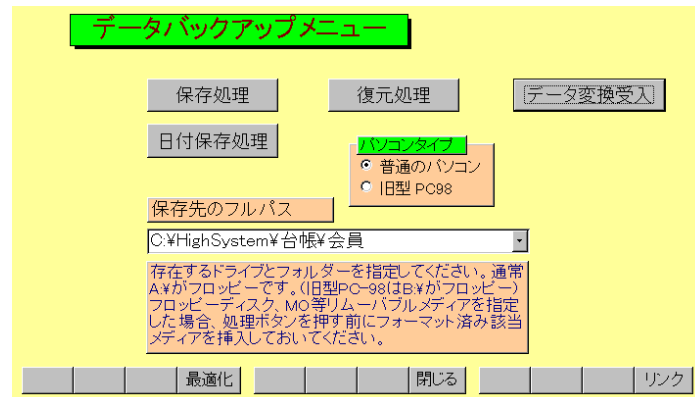 データバックアップメニュー
保存処理
復元処理
データ変換受入
日付保存処理
パソコンタイプ
普通のパソコン
旧型 PC98
保存先のフルパス
C:¥HighSystem¥台帳¥会員
存在するドライブとフォルダーを指定してください。通常
A:¥がフロッピーです。(旧型PC-98はB:¥がフロッピー)
フロッピーディスク、MO等リムーバブルメディアを指定
した場合、処理ボタンを押す前にフォーマット済み該当
メディアを挿入しておいてください。
最適化
閉じる
リンク